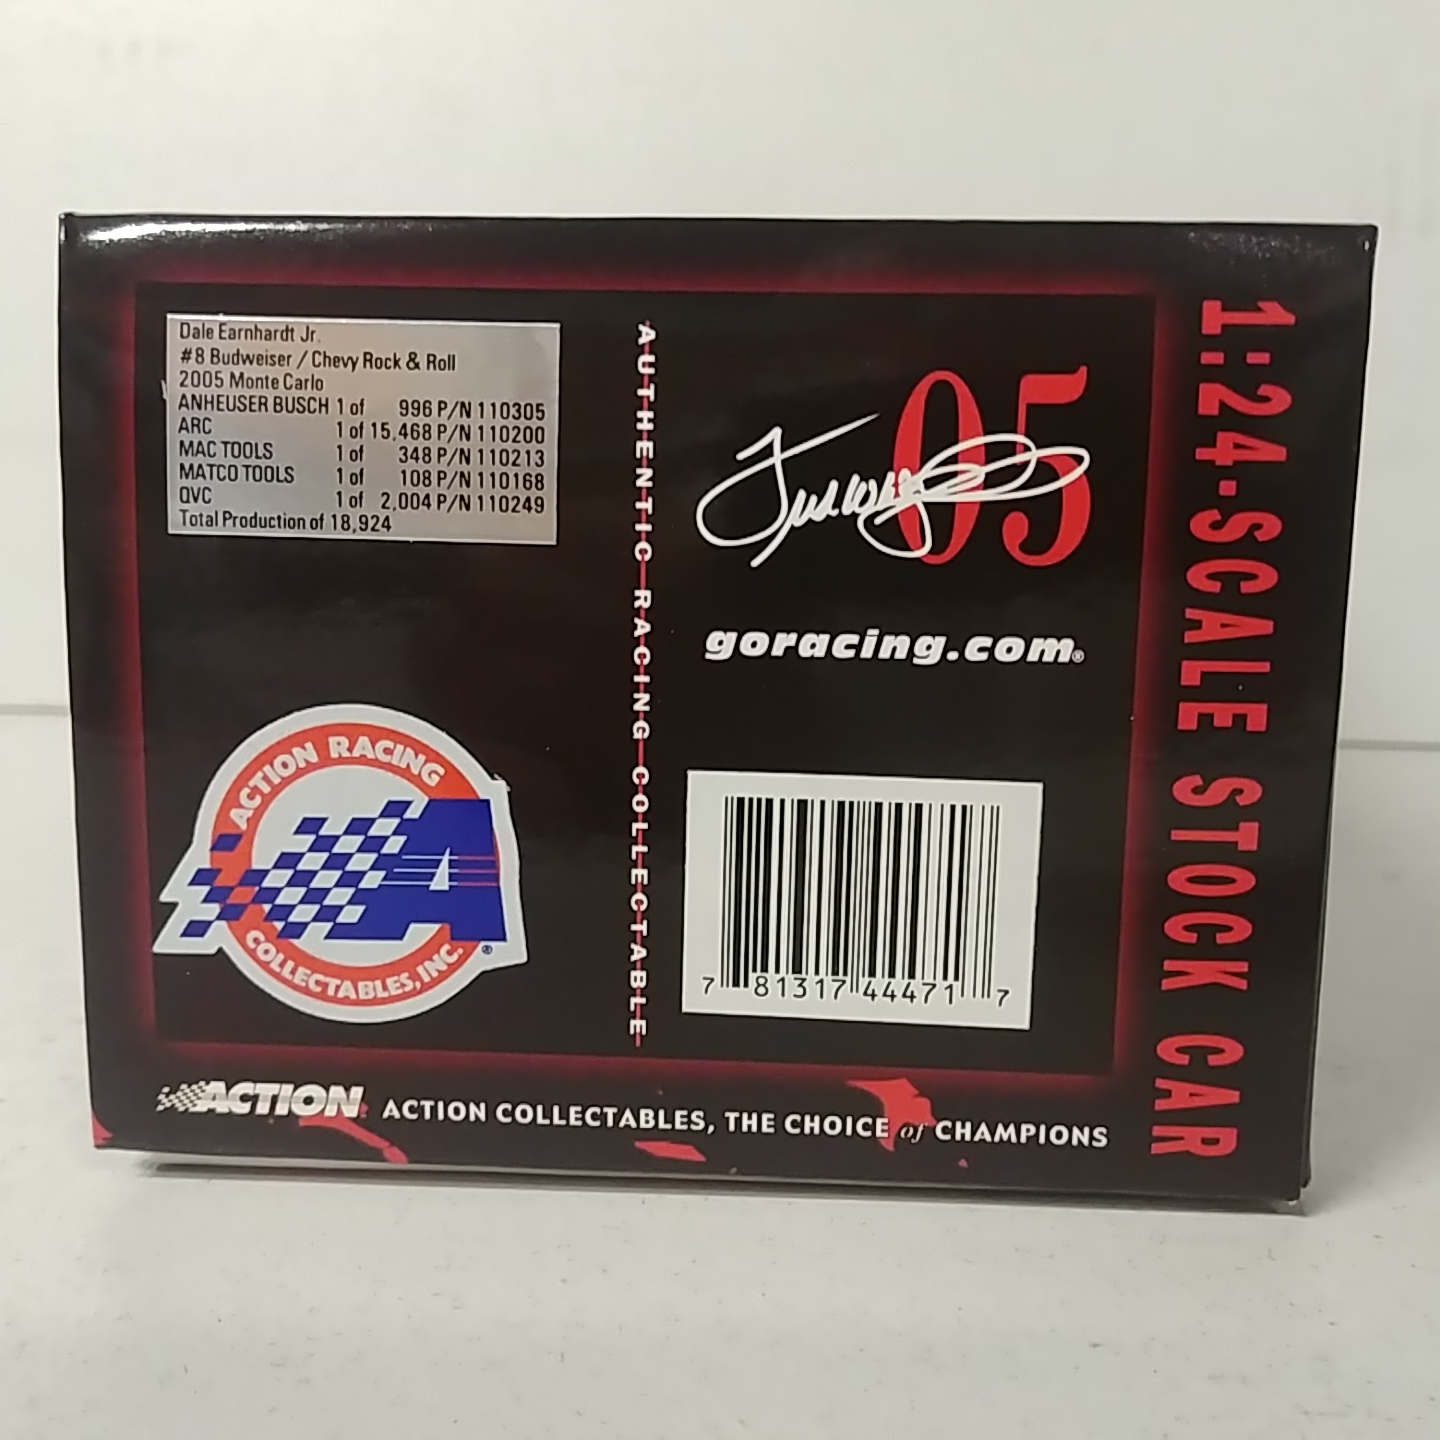 Dale Earnhardt Jr.
#8 Budweiser / Chevy Rock & Roll
2005 Monte Carlo
ANHEUSER BUSCH 1 of 996 P/N 110305
ARC 1 of 15,468 P/N 110200
MAC TOOLS 1 of 348 P/N 110213
MATCO TOOLS 1 of 108 P/N 110168
QVC 1 of 2,004 P/N 110249
Total Production of 18,924
AUTHENTIC RACING COLLECTABLE
05
goracing.com®
1:24-SCALE STOCK CAR
ACTION RACING
A
COLLECTABLES, INC.
®
7 81317 44471 7
ACTION
ACTION COLLECTABLES, THE CHOICE of CHAMPIONS